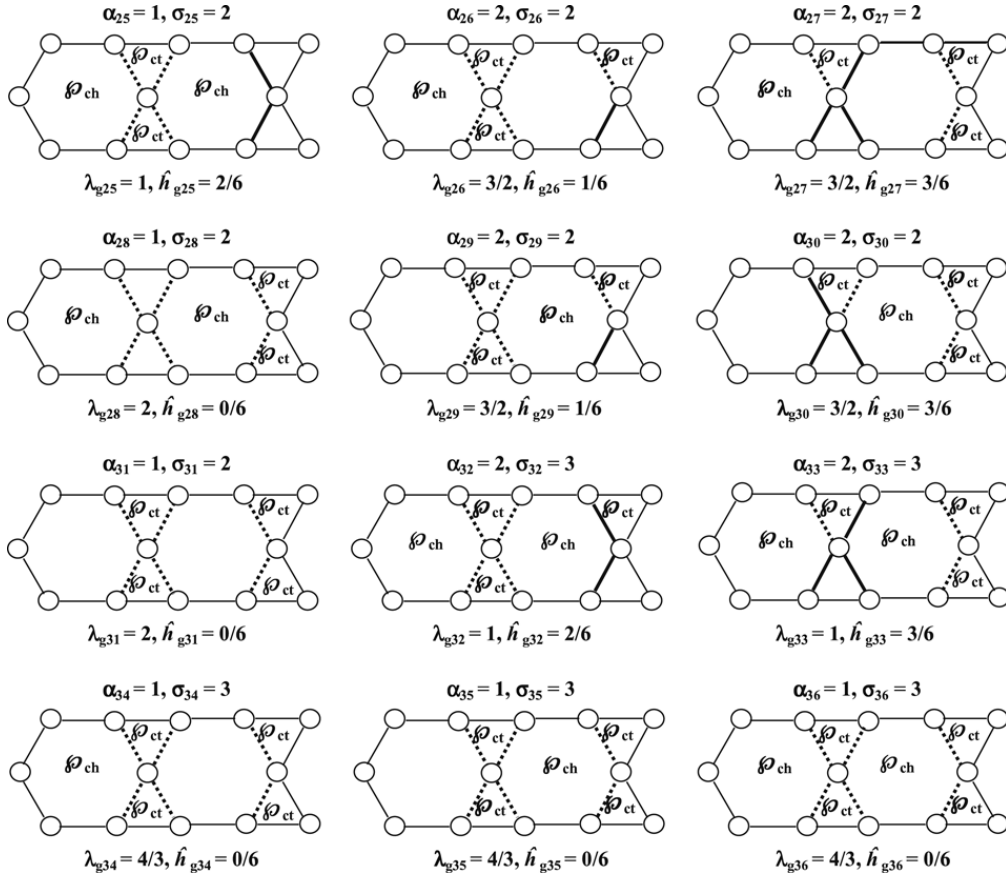 α25 = 1, σ25 = 2
℘ct
℘ch ℘ch
℘ct
λg25 = 1, ĥg25 = 2/6
α26 = 2, σ26 = 2
℘ct ℘ct
℘ch
℘ct
λg26 = 3/2, ĥg26 = 1/6
α27 = 2, σ27 = 2
℘ct ℘ct
℘ch
℘ct
λg27 = 3/2, ĥg27 = 3/6
α28 = 1, σ28 = 2
℘ct
℘ch ℘ch
℘ct
λg28 = 2, ĥg28 = 0/6
α29 = 2, σ29 = 2
℘ct ℘ct
℘ch
℘ct
λg29 = 3/2, ĥg29 = 1/6
α30 = 2, σ30 = 2
℘ct ℘ct
℘ch
℘ct
λg30 = 3/2, ĥg30 = 3/6
α31 = 1, σ31 = 2
℘ct ℘ct
℘ct ℘ct
λg31 = 2, ĥg31 = 0/6
α32 = 2, σ32 = 3
℘ct ℘ct
℘ch ℘ch
℘ct
λg32 = 1, ĥg32 = 2/6
α33 = 2, σ33 = 3
℘ct ℘ct
℘ch ℘ch
℘ct
λg33 = 1, ĥg33 = 3/6
α34 = 1, σ34 = 3
℘ct ℘ct
℘ch
℘ct ℘ct
λg34 = 4/3, ĥg34 = 0/6
α35 = 1, σ35 = 3
℘ct ℘ct
℘ch
℘ct ℘ct
λg35 = 4/3, ĥg35 = 0/6
α36 = 1, σ36 = 3
℘ct ℘ct
℘ch ℘ch
℘ct ℘ct
λg36 = 4/3, ĥg36 = 0/6